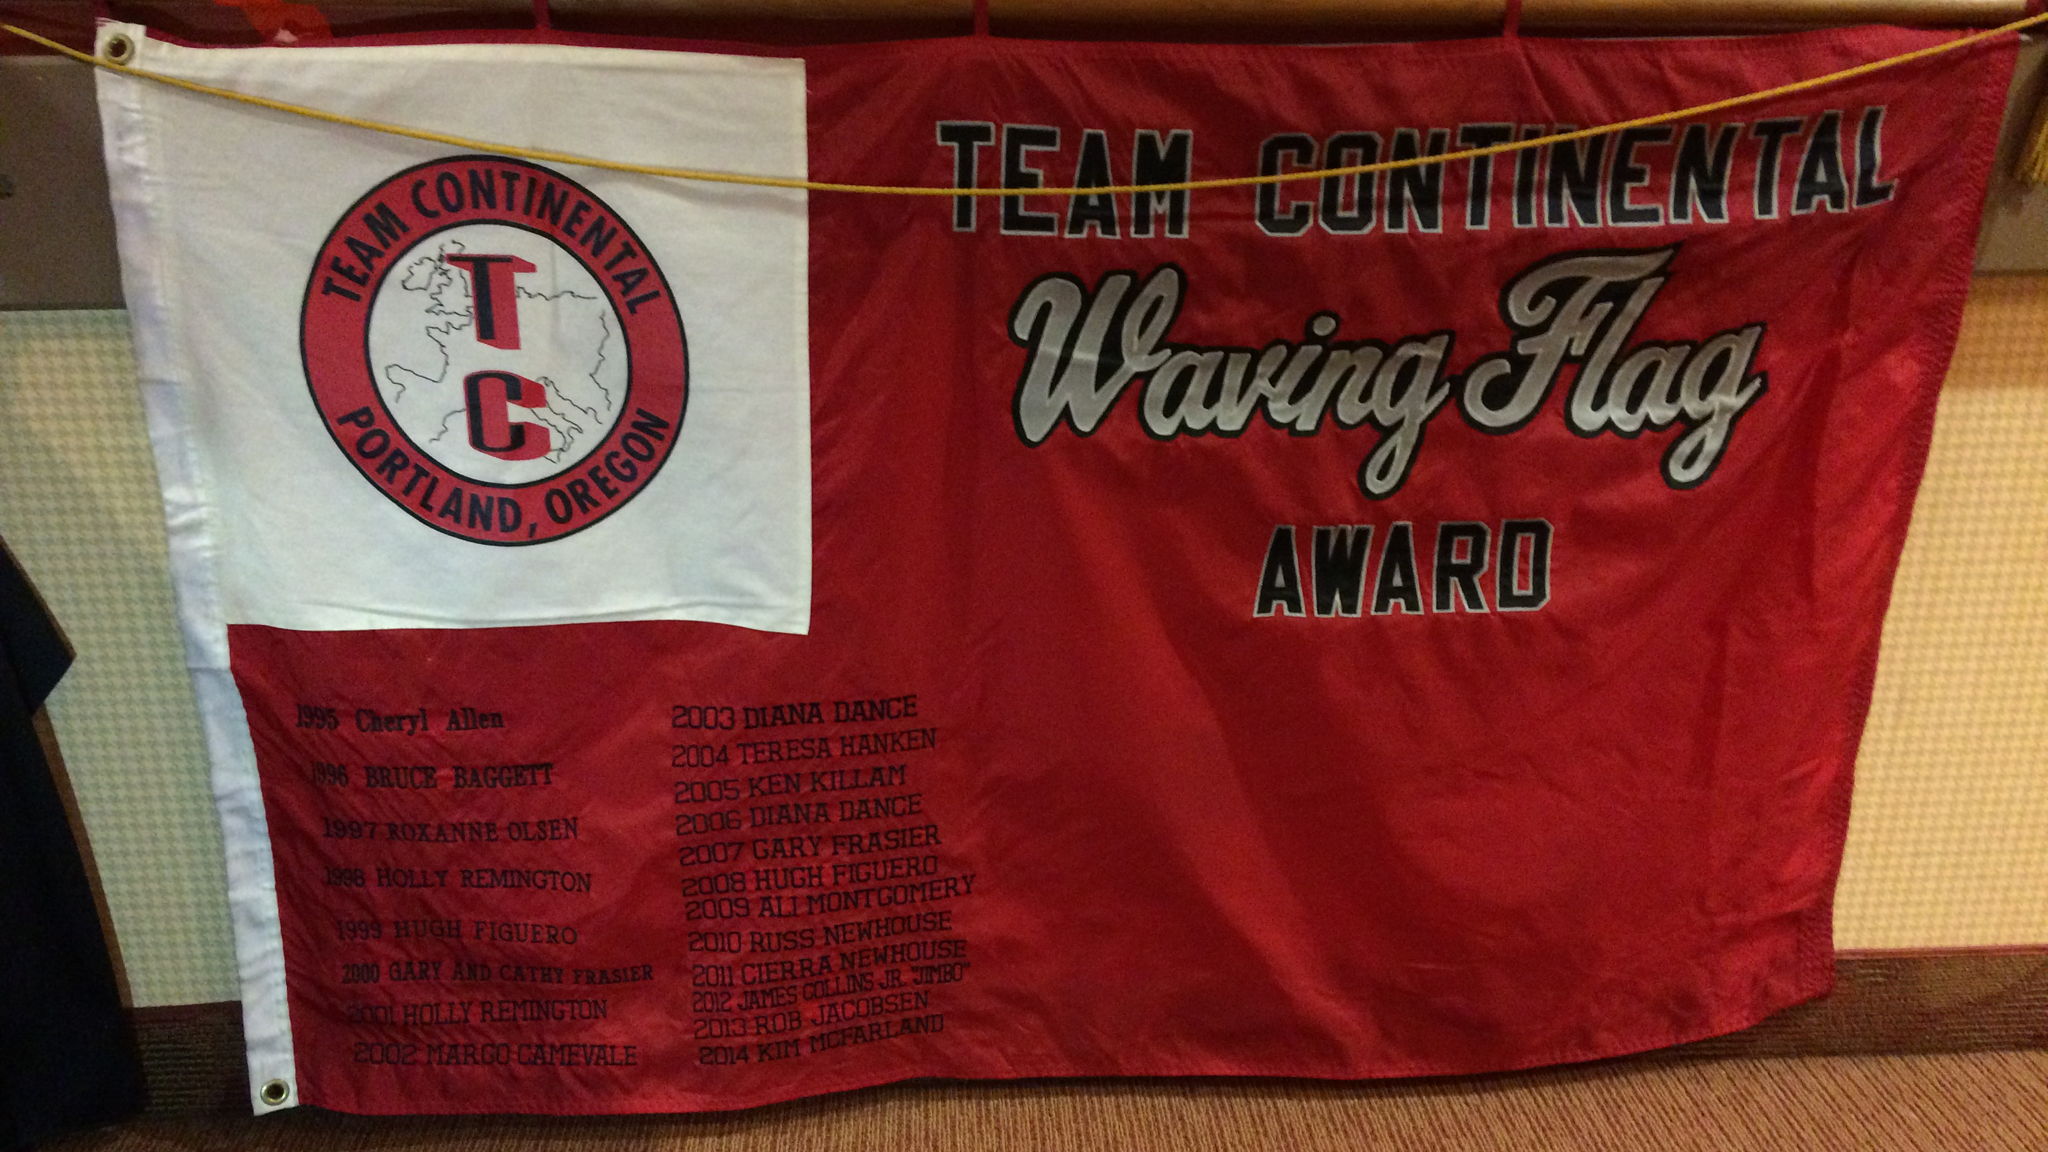 TEAM CONTINENTAL
TC
PORTLAND, OREGON
TEAM CONTINENTAL
Waving Flag
AWARD
1995 Cheryl Allen
1996 BRUCE BAGGETT
1997 ROXANNE OLSEN
1998 HOLLY REMINGTON
1999 HUGH FIGUERO
2000 GARY AND CATHY FRASIER
2001 HOLLY REMINGTON
2002 MARGO CAMEVALE
2003 DIANA DANCE
2004 TERESA HANKEN
2005 KEN KILLAM
2006 DIANA DANCE
2007 GARY FRASIER
2008 HUGH FIGUERO
2009 ALI MONTGOMERY
2010 RUSS NEWHOUSE
2011 CIERRA NEWHOUSE
2012 JAMES COLLINS JR. "JIMBO"
2013 ROB JACOBSEN
2014 KIM MCFARLAND